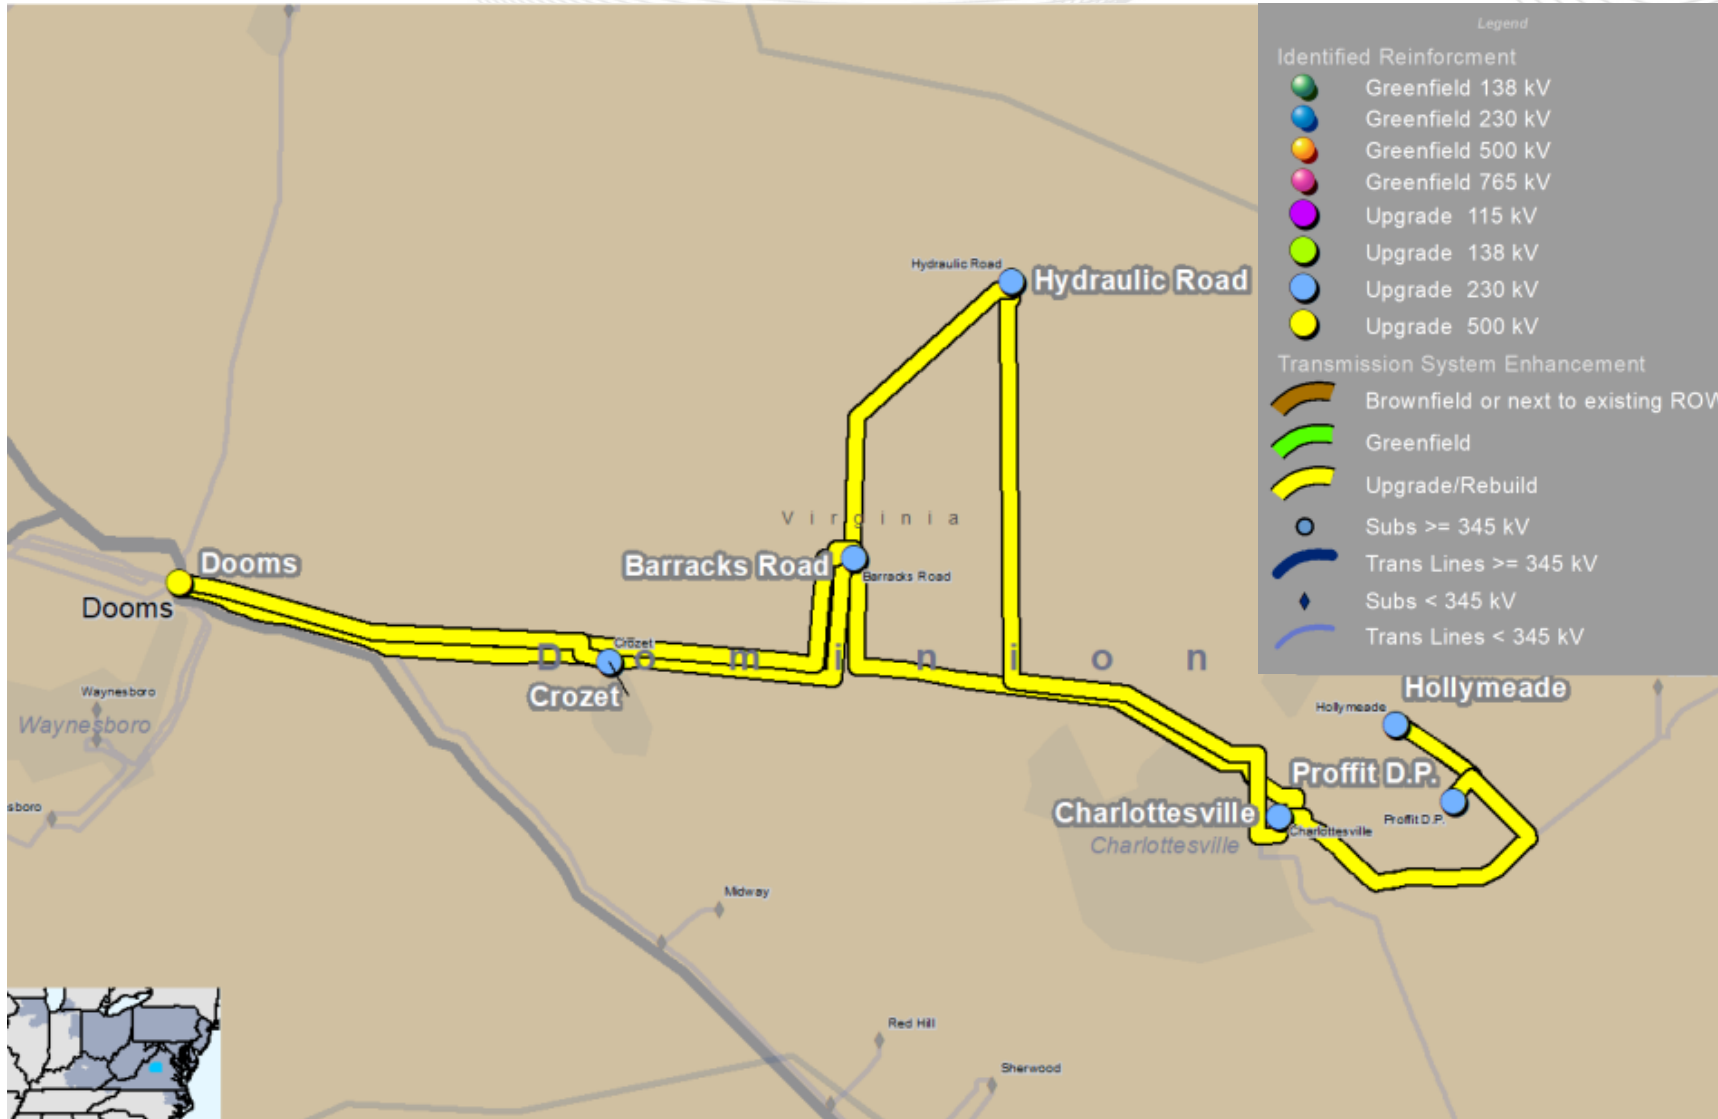 Legend
Identified Reinforcment
Greenfield 138 kV
Greenfield 230 kV
Greenfield 500 kV
Greenfield 765 kV
Upgrade 115 kV
Upgrade 138 kV
Upgrade 230 kV
Upgrade 500 kV
Transmission System Enhancement
Brownfield or next to existing ROW
Greenfield
Upgrade/Rebuild
Subs >= 345 kV
Trans Lines >= 345 kV
Subs < 345 kV
Trans Lines < 345 kV
Hydraulic Road
Hydraulic Road
Virginia
Dooms
Dooms
Barracks Road
Barracks Road
Crozet
Dominion
Crozet
Waynesboro
Waynesboro
sboro
Hollymeade
Hollymeade
Proffit D.P.
Proffit D.P.
Charlottesville
Charlottesville
Charlottesville
Midway
Red Hill
Sherwood